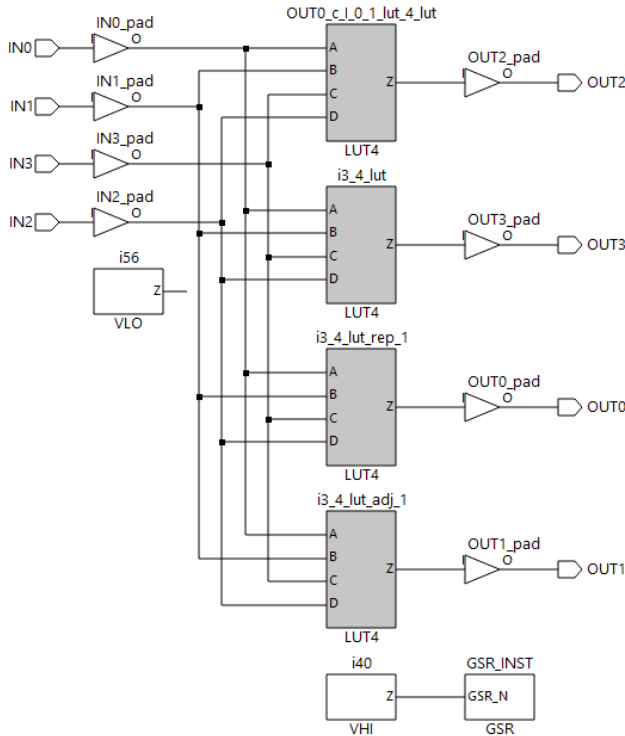 OUT0_c_I_0_1_lut_4_lut
IN0_pad
IN0 I O
A
B
C
D
Z
LUT4
OUT2_pad
I O
OUT2
IN1_pad
IN1 I O
IN3_pad
IN3 I O
IN2_pad
IN2 I O
i3_4_lut
A
B
C
D
Z
LUT4
OUT3_pad
I O
OUT3
i56
Z
VLO
i3_4_lut_rep_1
A
B
C
D
Z
LUT4
OUT0_pad
I O
OUT0
i3_4_lut_adj_1
A
B
C
D
Z
LUT4
OUT1_pad
I O
OUT1
i40
Z
VHI
GSR_INST
GSR_N
GSR